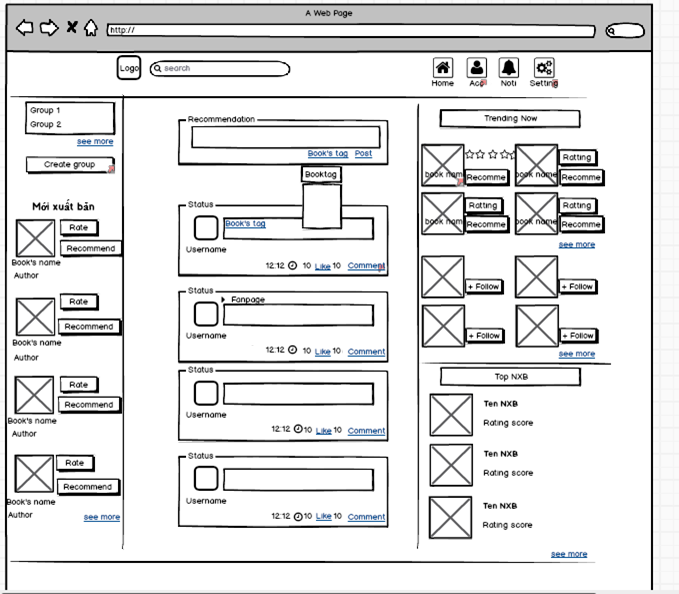 A Web Page
http://
Logo
search
Home
Acc
Noti
Setting
Group 1
Group 2
see more
Create group
Mới xuất bản
Rate
Recommend
Book's name
Author
Rate
Recommend
Book's name
Author
Rate
Recommend
Book's name
Author
Rate
Recommend
Book's name
Author
see more
Recommendation
Book's tag Post
Booktag
Status
Book's tag
Username
12:12 10 Like 10 Comment
Status
Fanpage
Username
12:12 10 Like 10 Comment
Status
Username
12:12 10 Like 10 Comment
Status
Username
12:12 10 Like 10 Comment
Trending Now
book nam
Recomme
book name
Ratting
Recomme
book nam
Ratting
Recomme
book name
Ratting
Recomme
see more
+ Follow
+ Follow
+ Follow
+ Follow
see more
Top NXB
Ten NXB
Rating score
Ten NXB
Rating score
Ten NXB
Rating score
see more